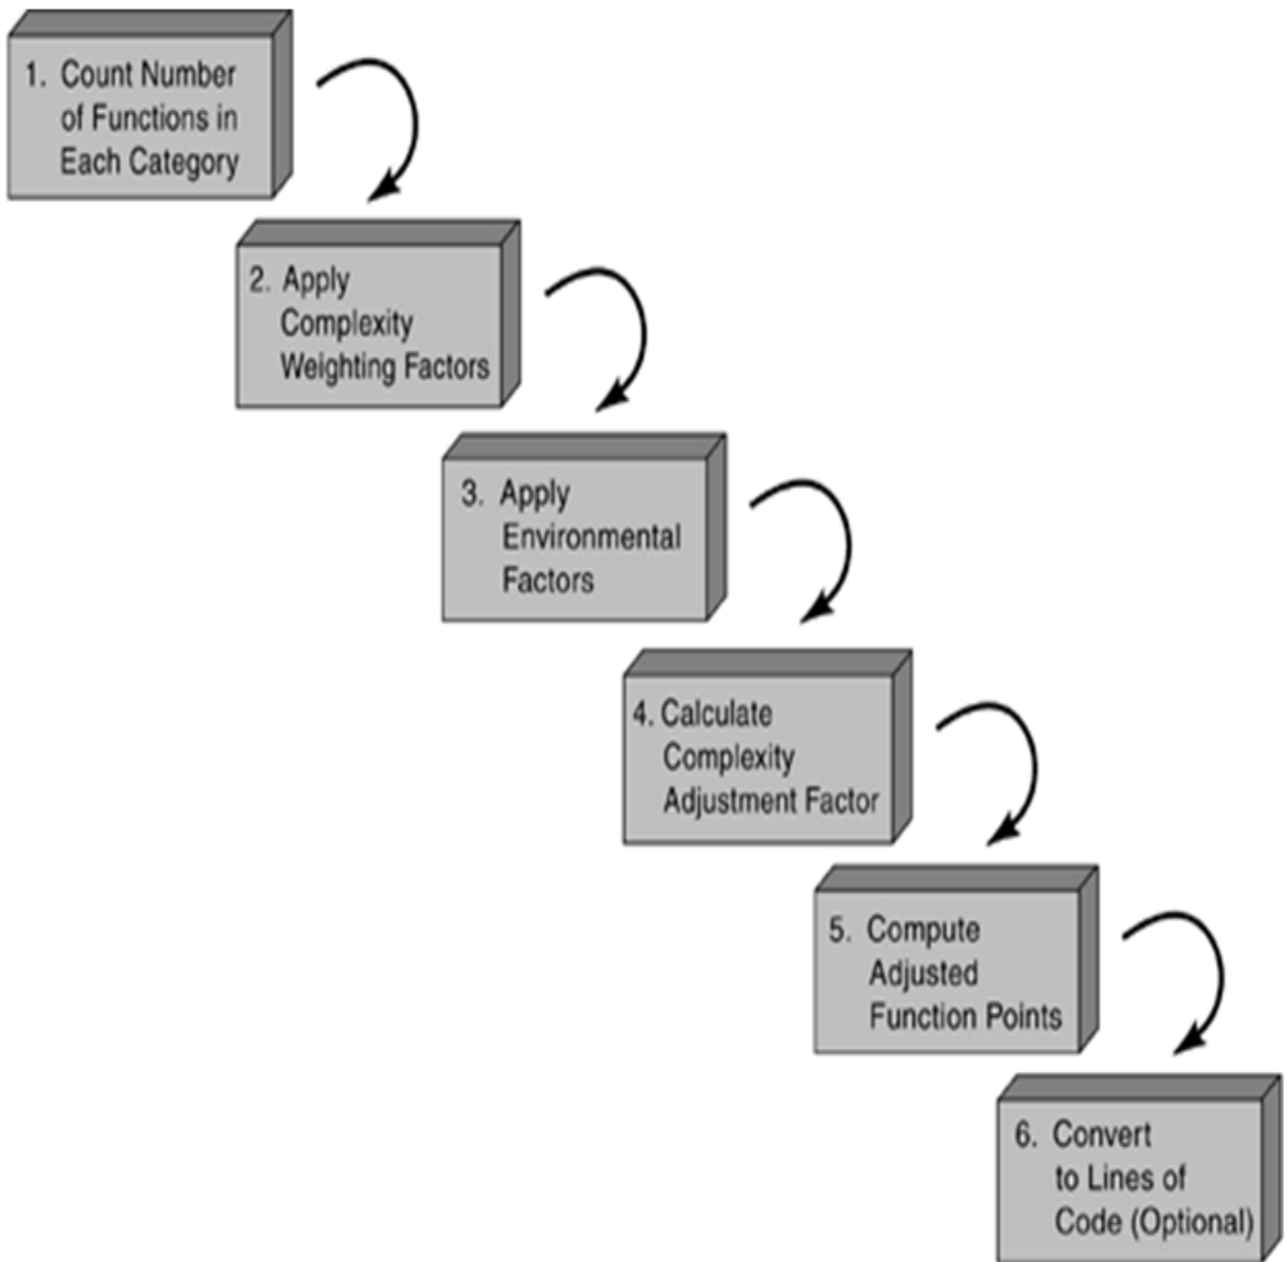 1. Count Number
of Functions in
Each Category
2. Apply
Complexity
Weighting Factors
3. Apply
Environmental
Factors
4. Calculate
Complexity
Adjustment Factor
5. Compute
Adjusted
Function Points
6. Convert
to Lines of
Code (Optional)